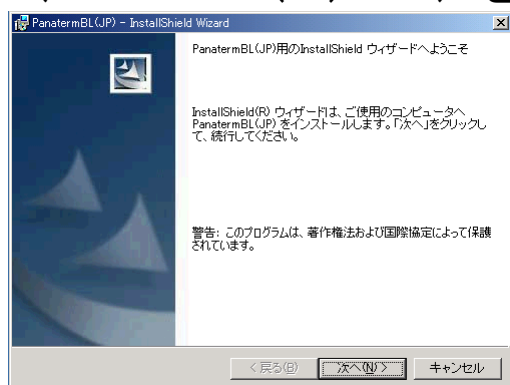 PanatermBL(JP) - InstallShield Wizard
PanatermBL(JP)用のInstallShield ウィザードへようこそ
InstallShield(R) ウィザードは、ご使用のコンピュータへ
PanatermBL(JP) をインストールします。「次へ」をクリックし
て、続行してください。
警告: このプログラムは、著作権法および国際協定によって保護
されています。
< 戻る(B)
次へ(N) >
キャンセル